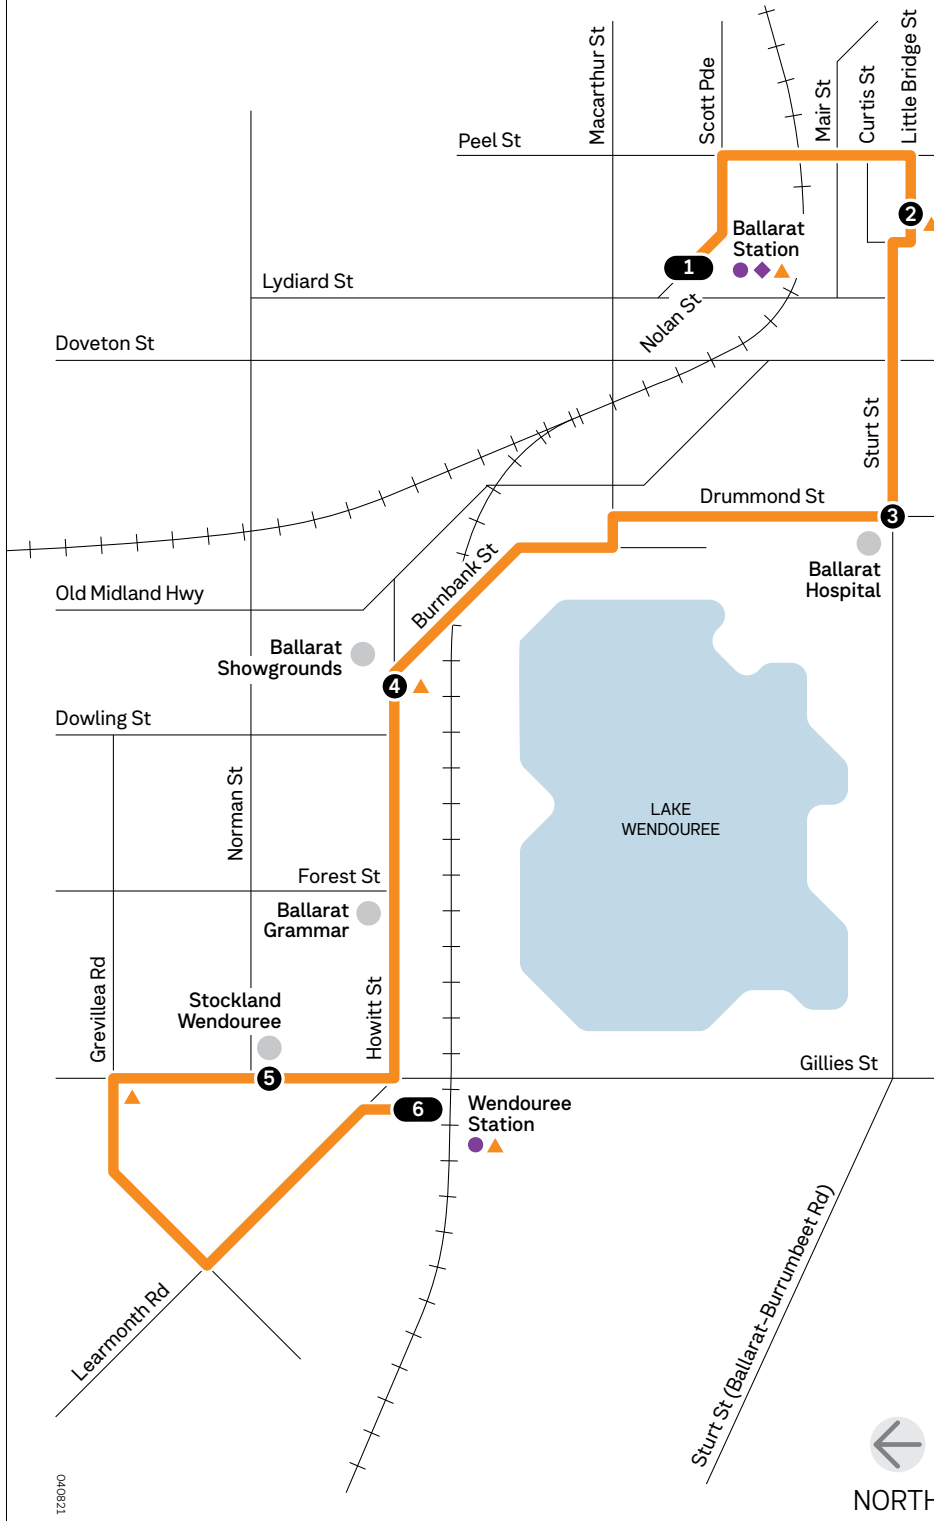 Macarthur St
Scott Pde
Mair St
Curtis St
Little Bridge St
Peel St
2
Ballarat
Station
1
Lydiard St
Nolan St
Doveton St
Sturt St
Drummond St
3
Ballarat
Hospital
Burnbank St
Old Midland Hwy
Ballarat
Showgrounds
4
Dowling St
Norman St
LAKE
WENDOUREE
Forest St
Ballarat
Grammar
Grevillea Rd
Stockland
Wendouree
Howitt St
5
Gillies St
6
Wendouree
Station
Learmonth Rd
Sturt St (Ballarat-Burrumbeet Rd)
040821
NORTH